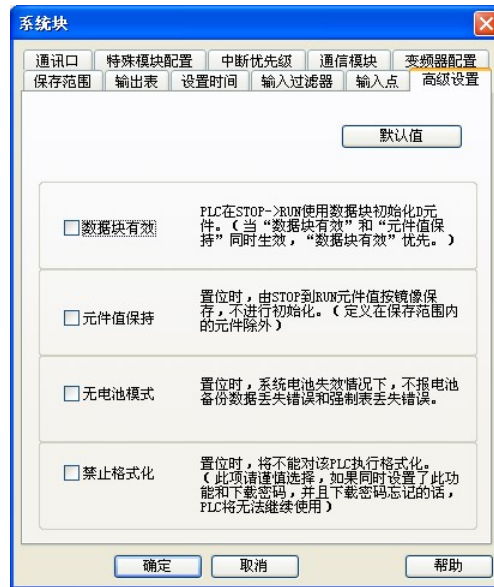 系统块
通讯口 特殊模块配置 中断优先级 通信模块 变频器配置
保存范围 输出表 设置时间 输入过滤器 输入点 高级设置
默认值
数据块有效
PLC在STOP->RUN使用数据块初始化D元
件。（当“数据块有效”和“元件值保
持”同时生效，“数据块有效”优先。）
元件值保持
置位时，由STOP到RUN元件值按镜像保
存，不进行初始化。（定义在保存范围内
的元件除外）
无电池模式
置位时，系统电池失效情况下，不报电池
备份数据丢失错误和强制表丢失错误。
禁止格式化
置位时，将不能对该PLC执行格式化。
（此项请谨慎选择，如果同时设置了此功
能和下载密码，并且下载密码忘记的话，
PLC将无法继续使用）
确定 取消 帮助